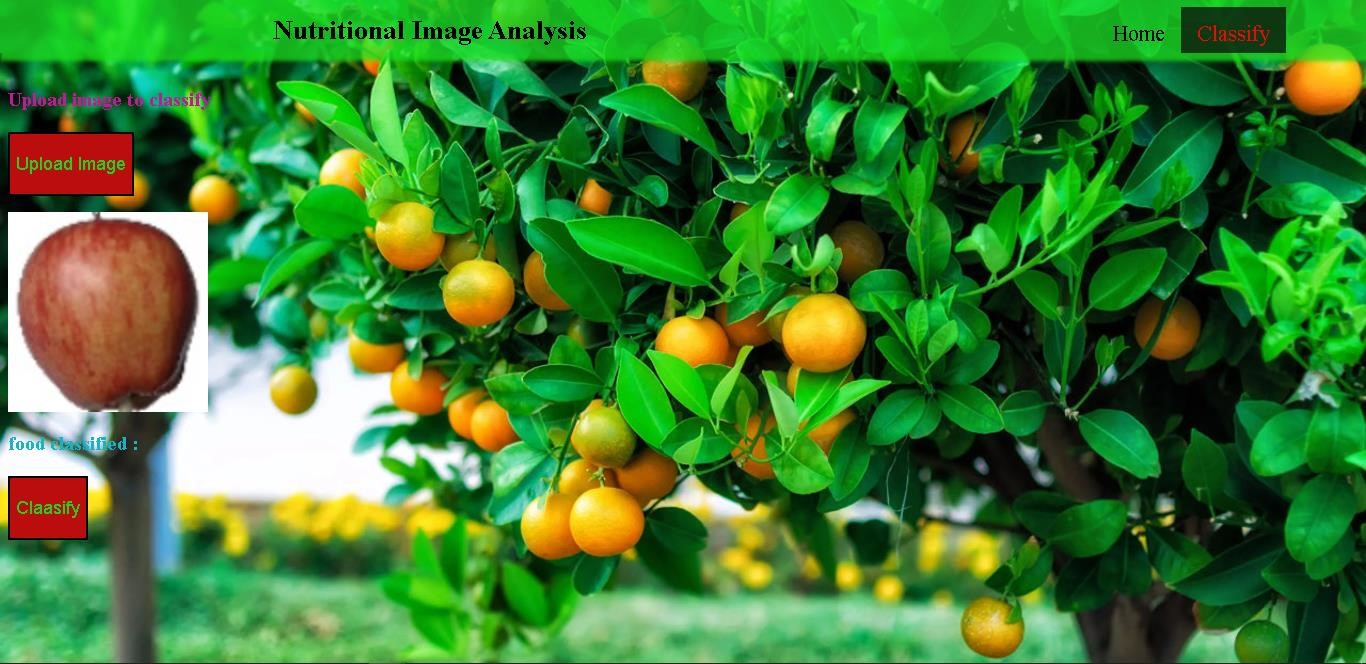 Nutritional Image Analysis
Home
Classify
Upload image to classify
Upload Image
food classified :
Claasify